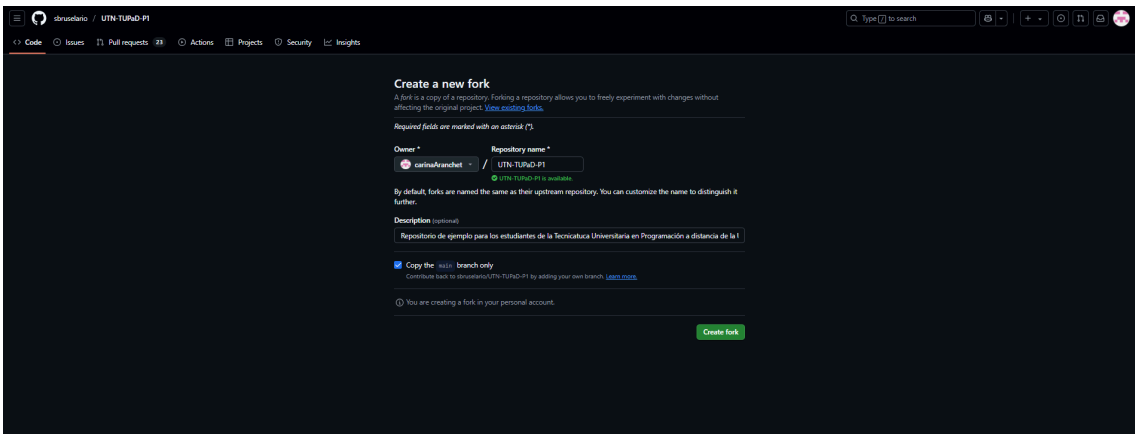 sbruselario / UTN-TUPaD-P1
Q Type / to search
<> Code Issues Pull requests 23 Actions Projects Security Insights
Create a new fork
A fork is a copy of a repository. Forking a repository allows you to freely experiment with changes without
affecting the original project. View existing forks.
Required fields are marked with an asterisk (*).
Owner * Repository name *
carinaAranchet / UTN-TUPaD-P1
UTN-TUPaD-P1 is available.
By default, forks are named the same as their upstream repository. You can customize the name to distinguish it
further.
Description (optional)
Repositorio de ejemplo para los estudiantes de la Tecnicatuca Universitaria en Programación a distancia de la U
Copy the main branch only
Contribute back to sbruselario/UTN-TUPaD-P1 by adding your own branch. Learn more.
You are creating a fork in your personal account.
Create fork